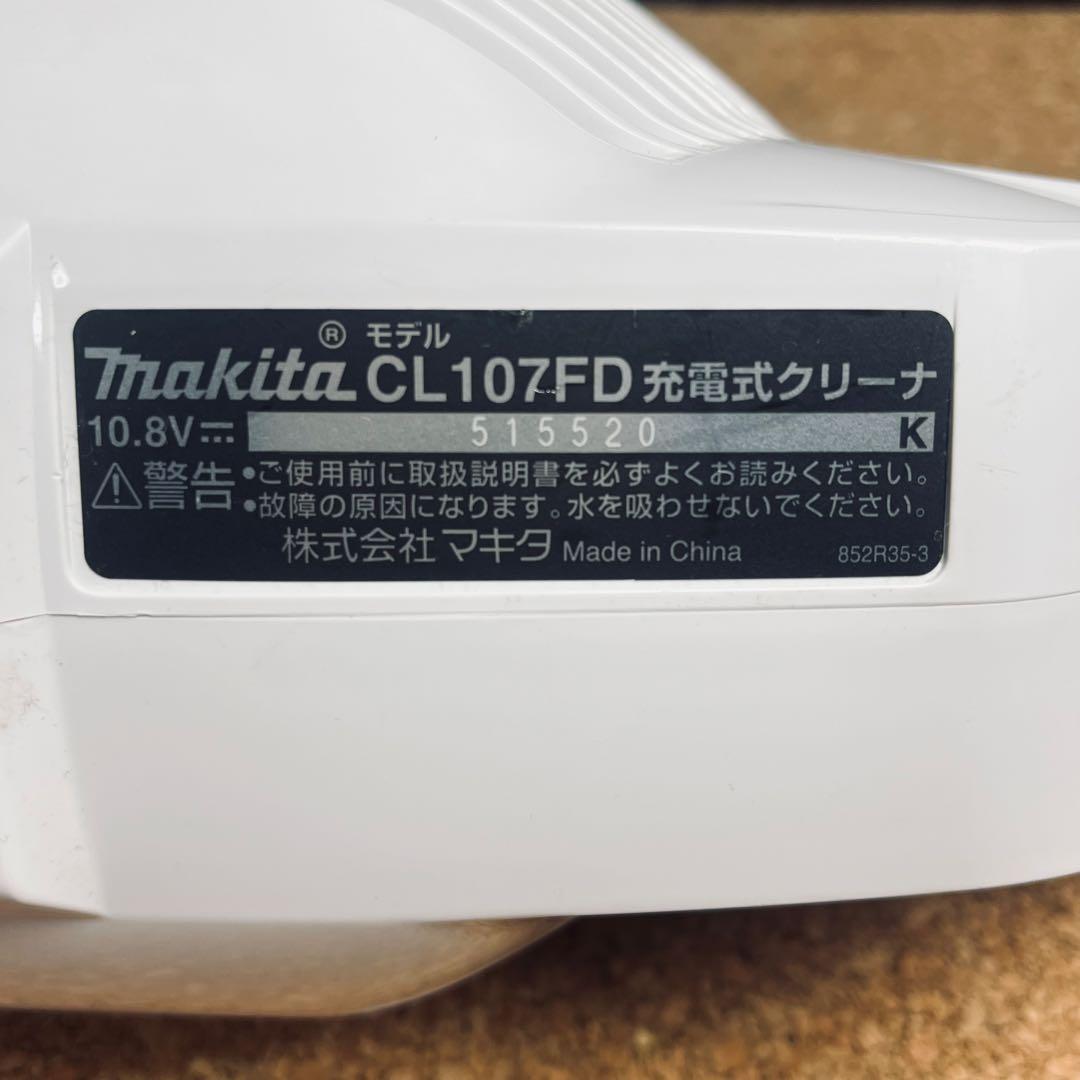 ® モデル
makita CL107FD 充電式クリーナ
10.8V⎓ 515520 K
⚠警告 •ご使用前に取扱説明書を必ずよくお読みください。
•故障の原因になります。水を吸わせないでください。
株式会社 マキタ Made in China 852R35-3